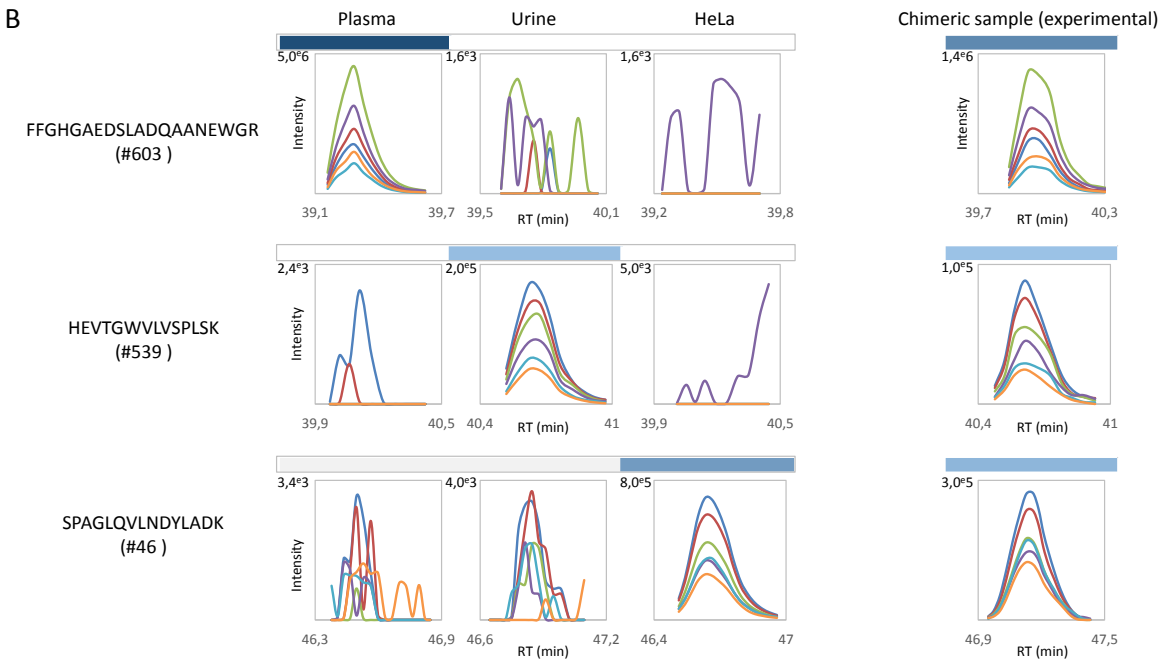 B
Plasma Urine HeLa Chimeric sample (experimental)
5,0e6 1,6e3 1,6e3 1,4e6
Intensity Intensity
FFGHGAEDSLADQAANEWGR
(#603 )
39,1 39,7 39,5 40,1 39,2 39,8 39,7 40,3
RT (min) RT (min)
2,4e3 2,0e5 5,0e3 1,0e5
Intensity
HEVTGWVLVSPLSK
(#539 )
39,9 40,5 40,4 41 39,9 40,5 40,4 41
RT (min) RT (min)
3,4e3 4,0e3 8,0e5 3,0e5
Intensity
SPAGLQVLNDYLADK
(#46 )
46,3 46,9 46,6 47,2 46,4 47 46,9 47,5
RT (min) RT (min)